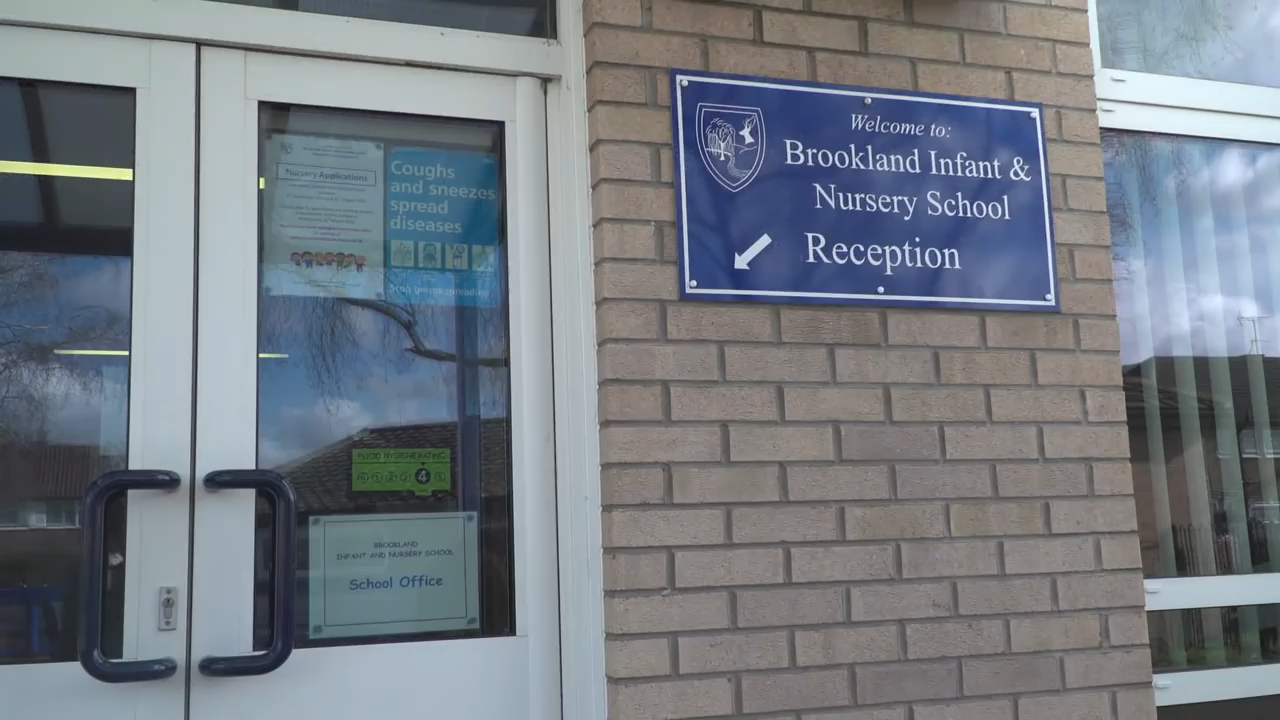 Nursery Applications
Coughs
and sneezes
spread
diseases
Stop germs spreading
FOOD HYGIENE RATING
4
BROOKLAND
INFANT AND NURSERY SCHOOL
School Office
Welcome to:
Brookland Infant &
Nursery School
Reception